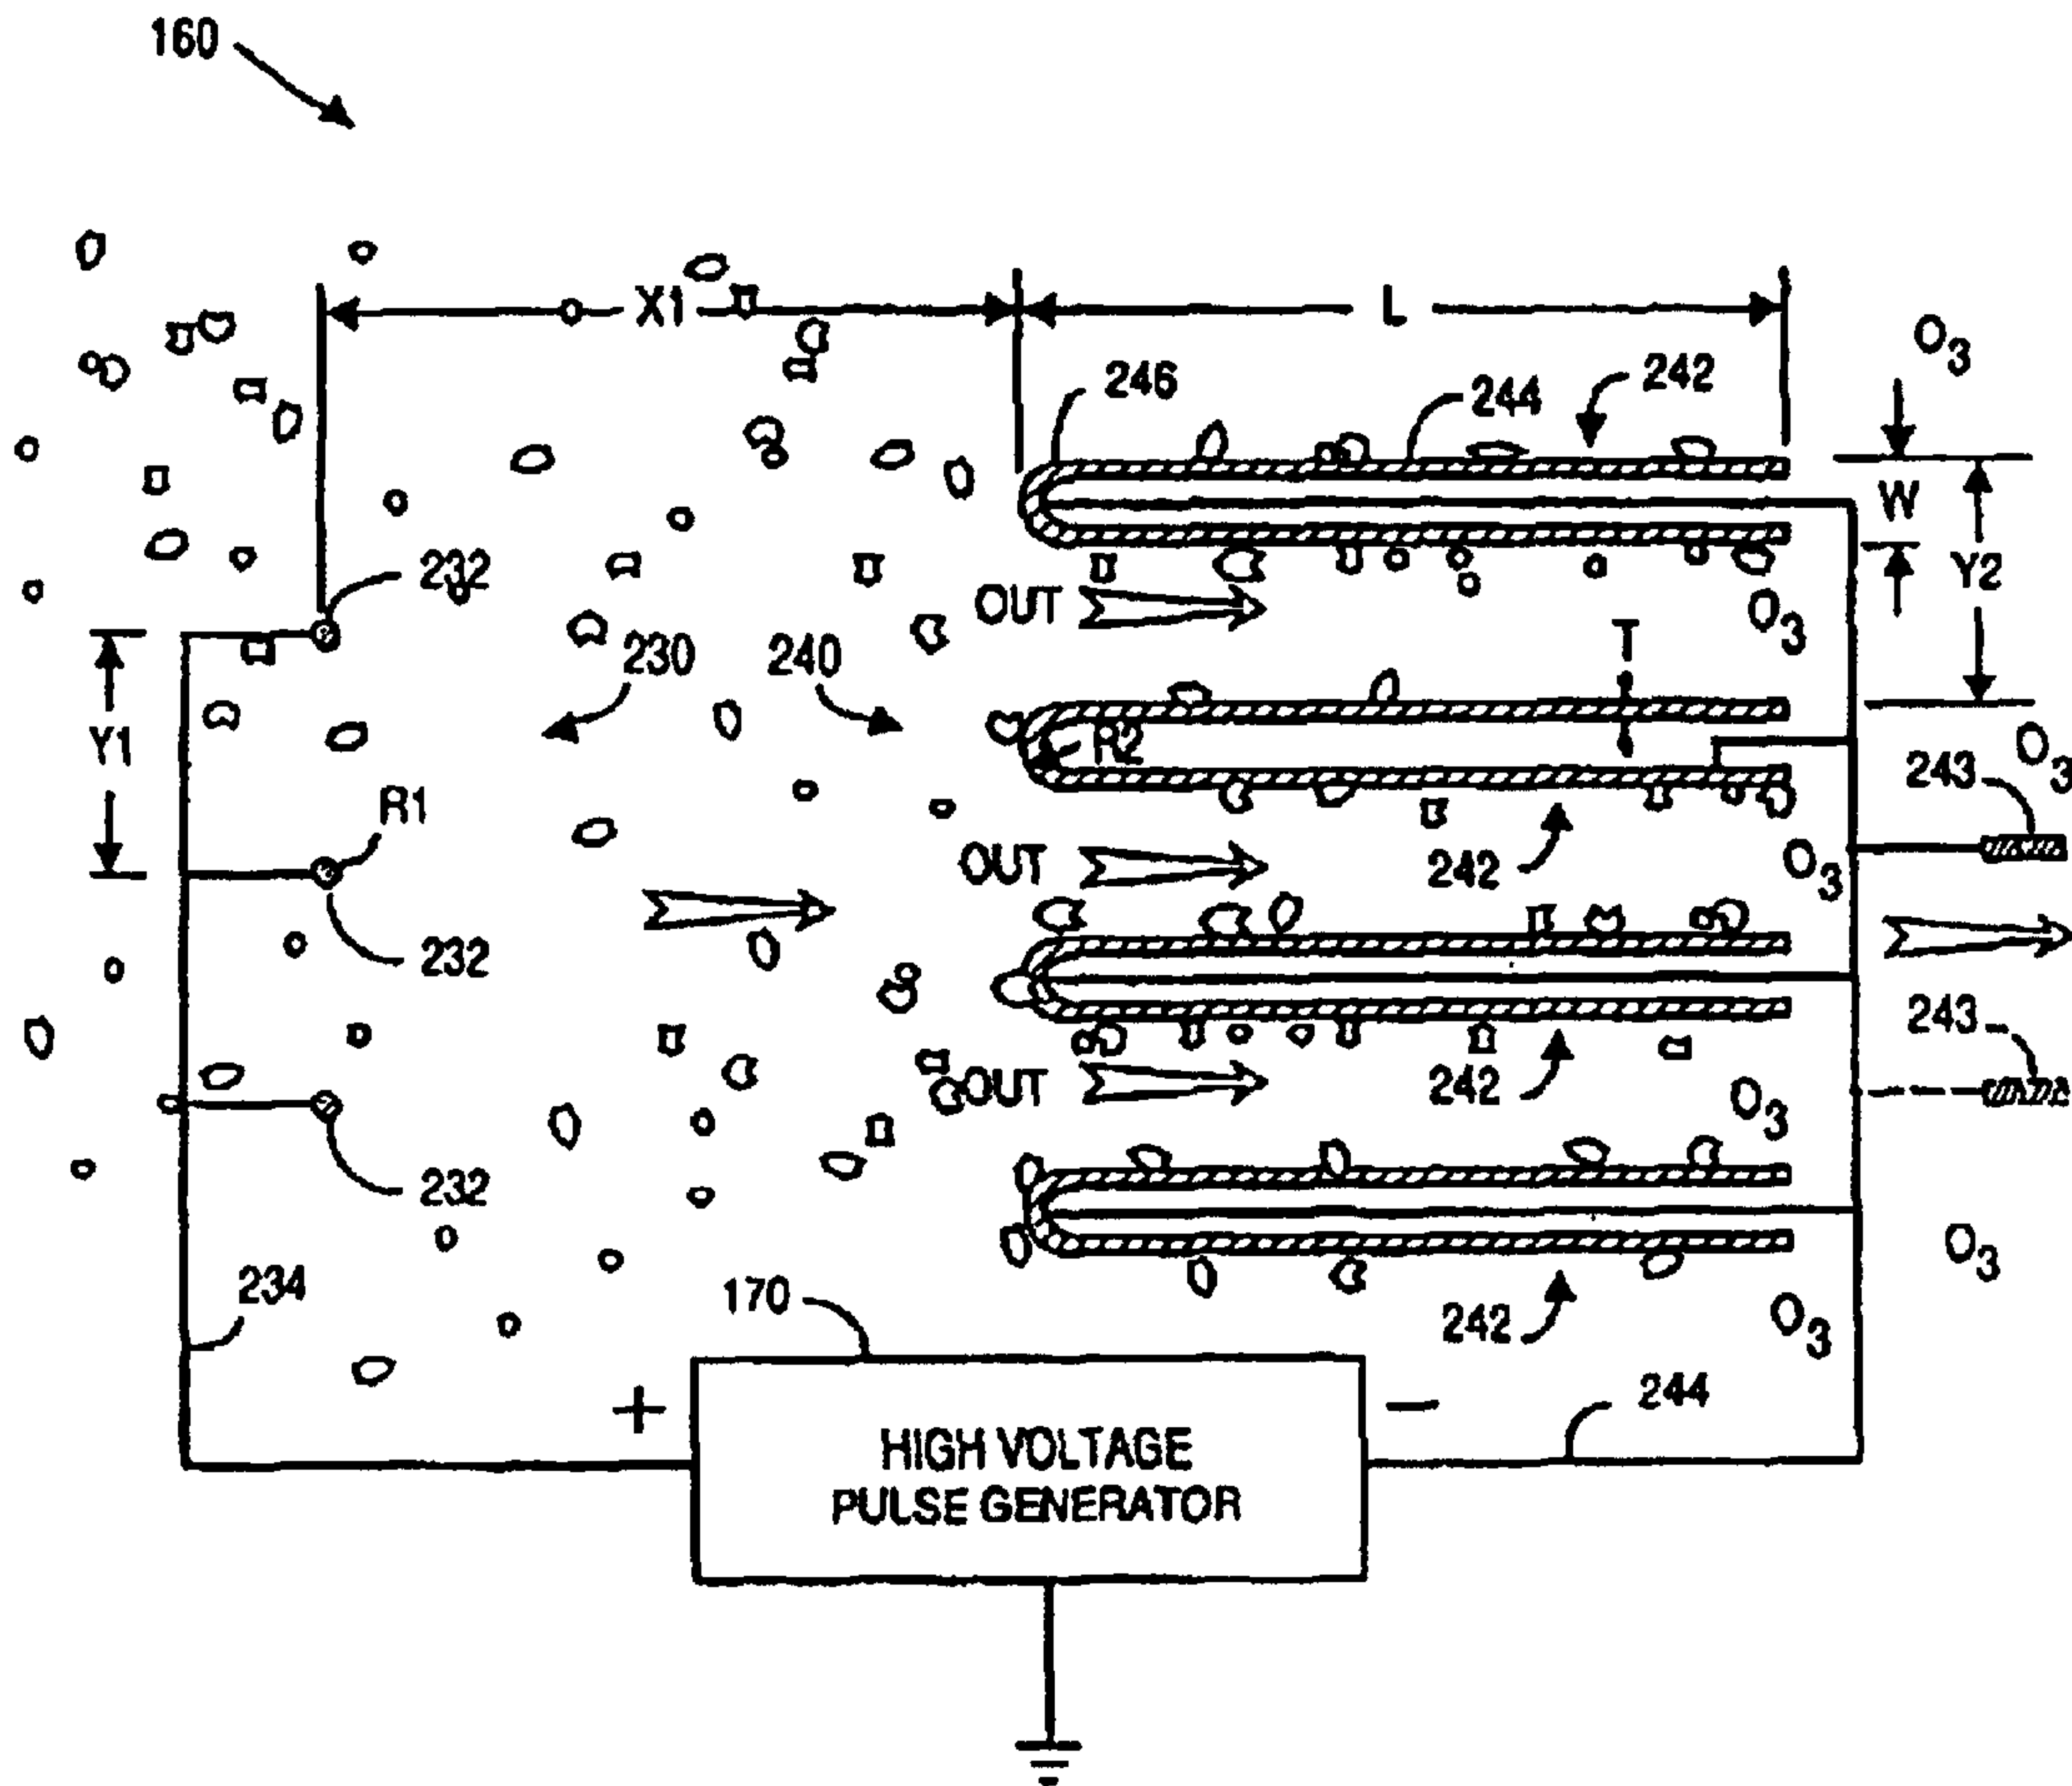 160
X1
L
O3
246
244
242
W
232
Y2
OUT
O3
230
240
T
Y1
R2
O3
243
R1
OUT
242
O3
232
243
OUT
242
O3
232
O3
234
170
242
O3
+
−
244
HIGH VOLTAGE
PULSE GENERATOR